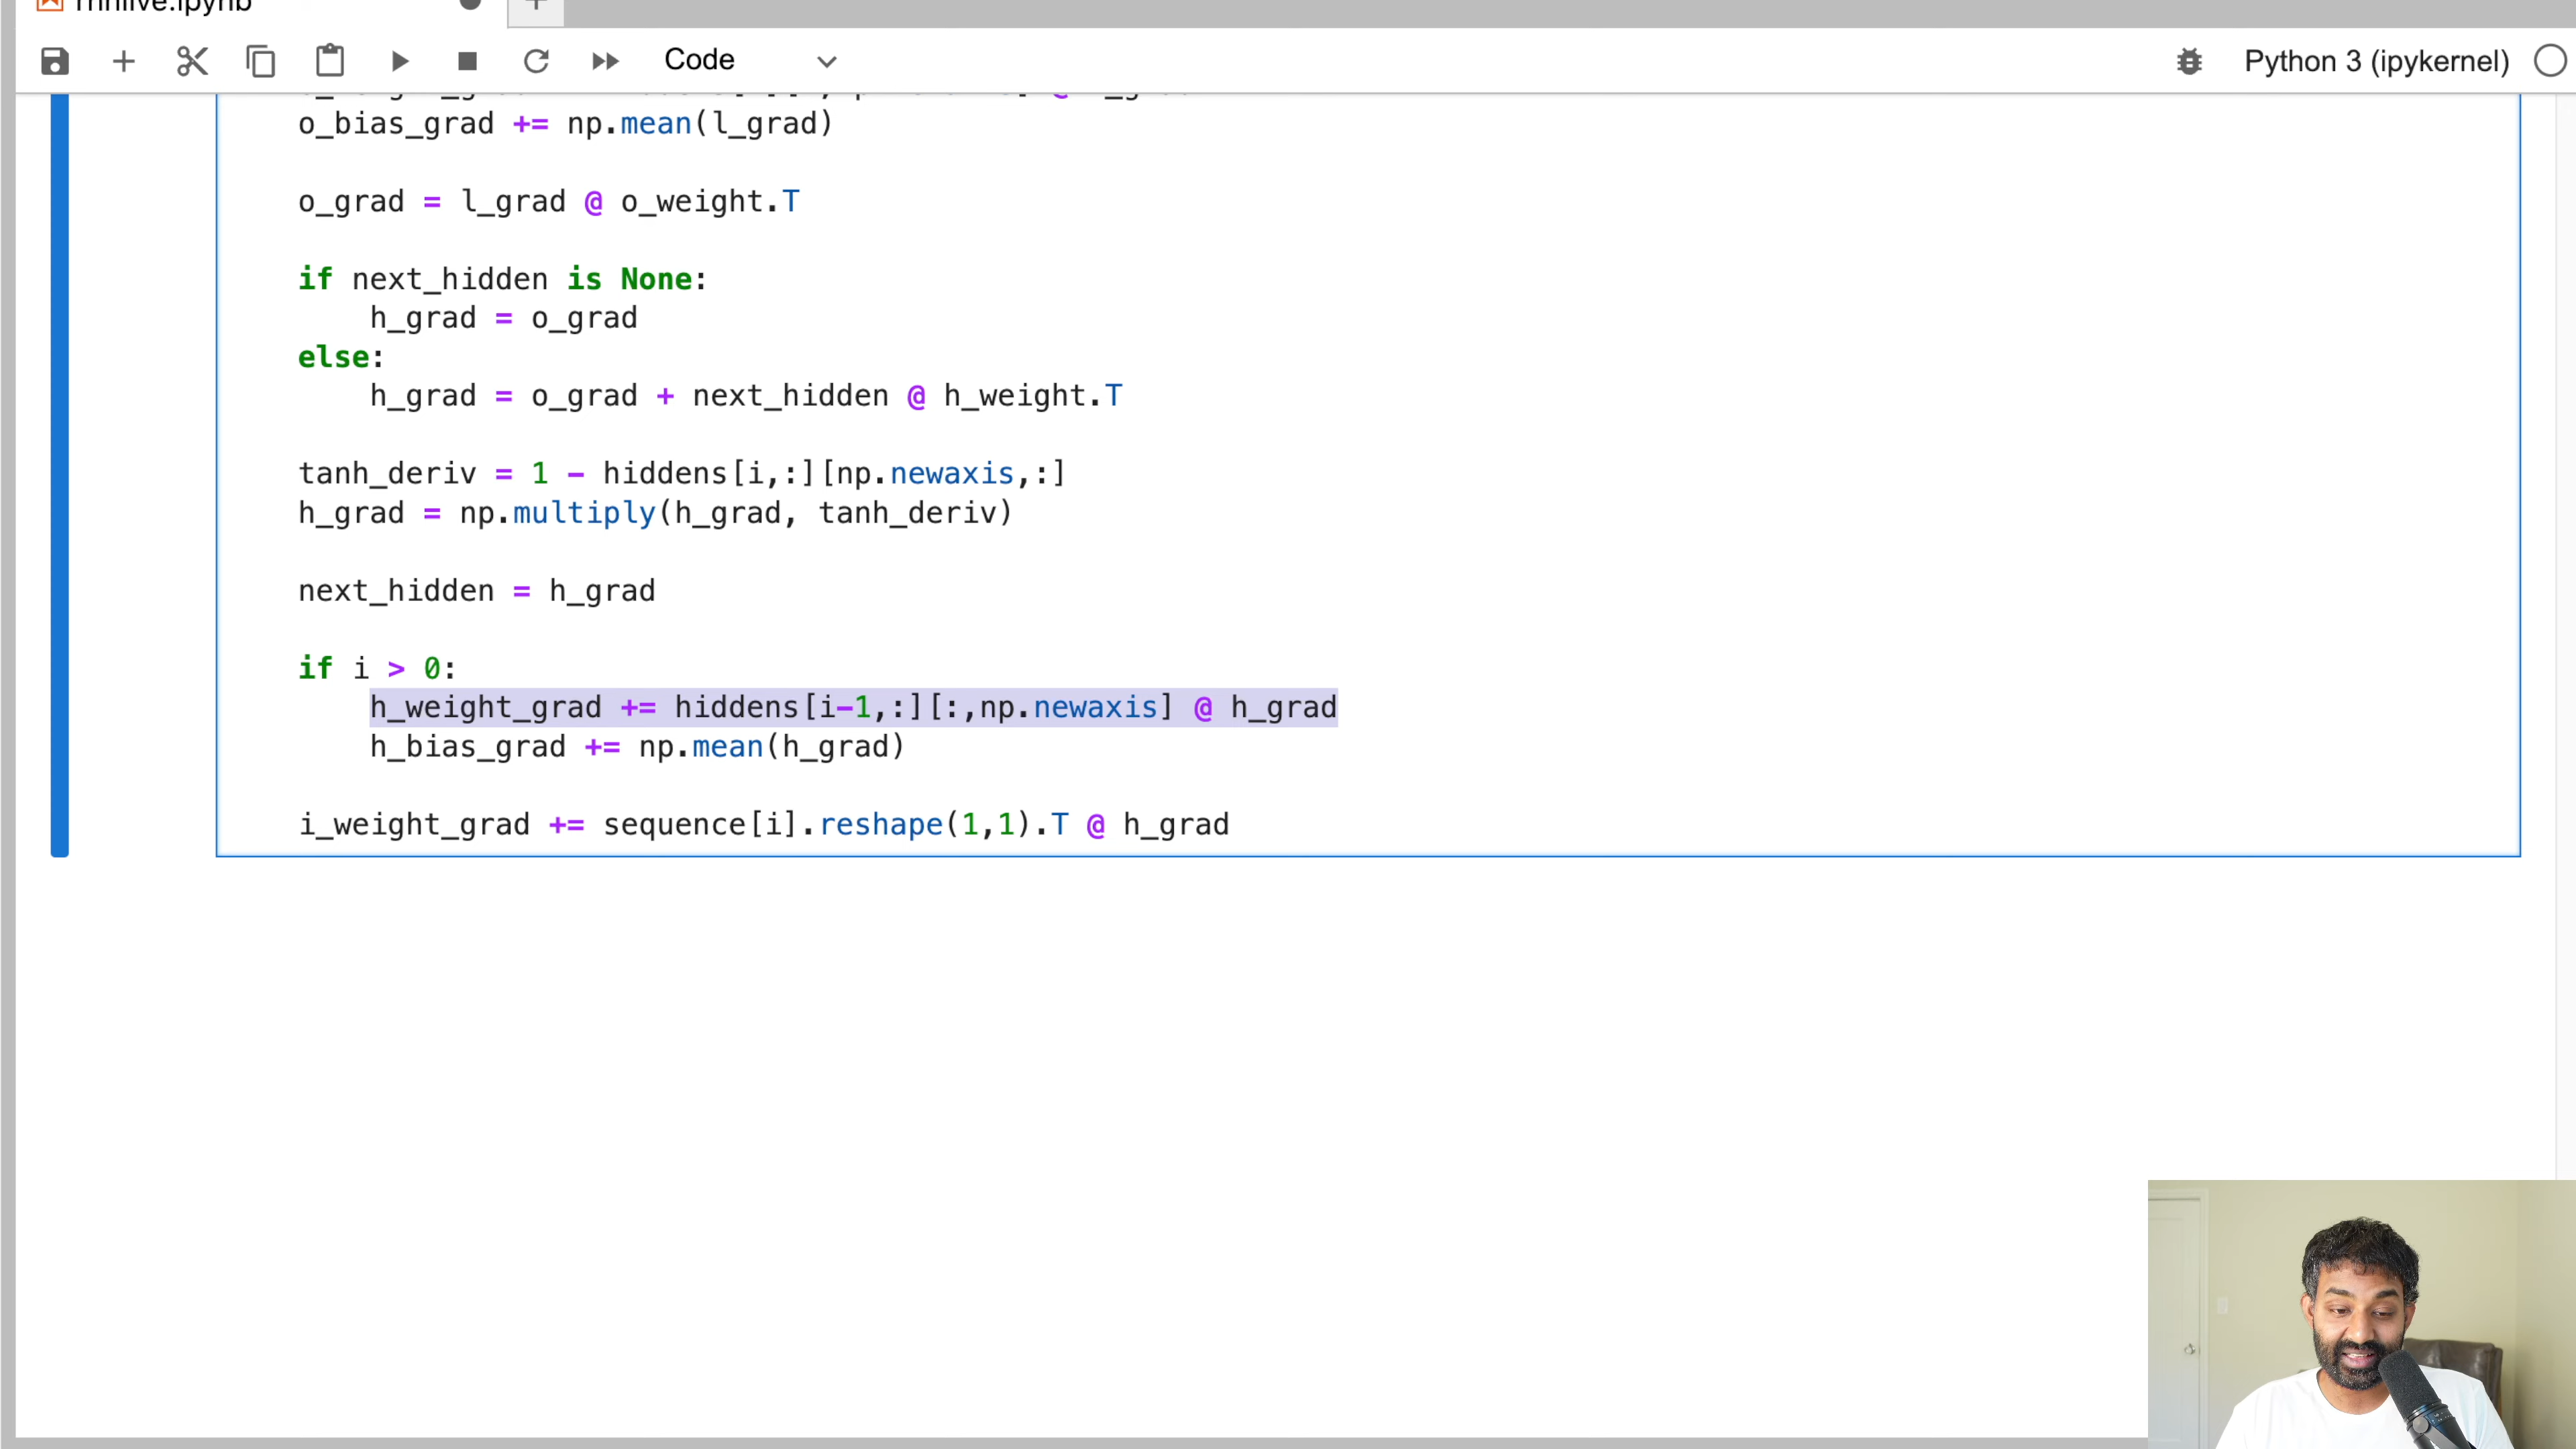 Code
Python 3 (ipykernel)
o_bias_grad += np.mean(l_grad)
o_grad = l_grad @ o_weight.T
if next_hidden is None:
h_grad = o_grad
else:
h_grad = o_grad + next_hidden @ h_weight.T
tanh_deriv = 1 - hiddens[i,:][np.newaxis,:]
h_grad = np.multiply(h_grad, tanh_deriv)
next_hidden = h_grad
if i > 0:
h_weight_grad += hiddens[i-1,:][:,np.newaxis] @ h_grad
h_bias_grad += np.mean(h_grad)
i_weight_grad += sequence[i].reshape(1,1).T @ h_grad